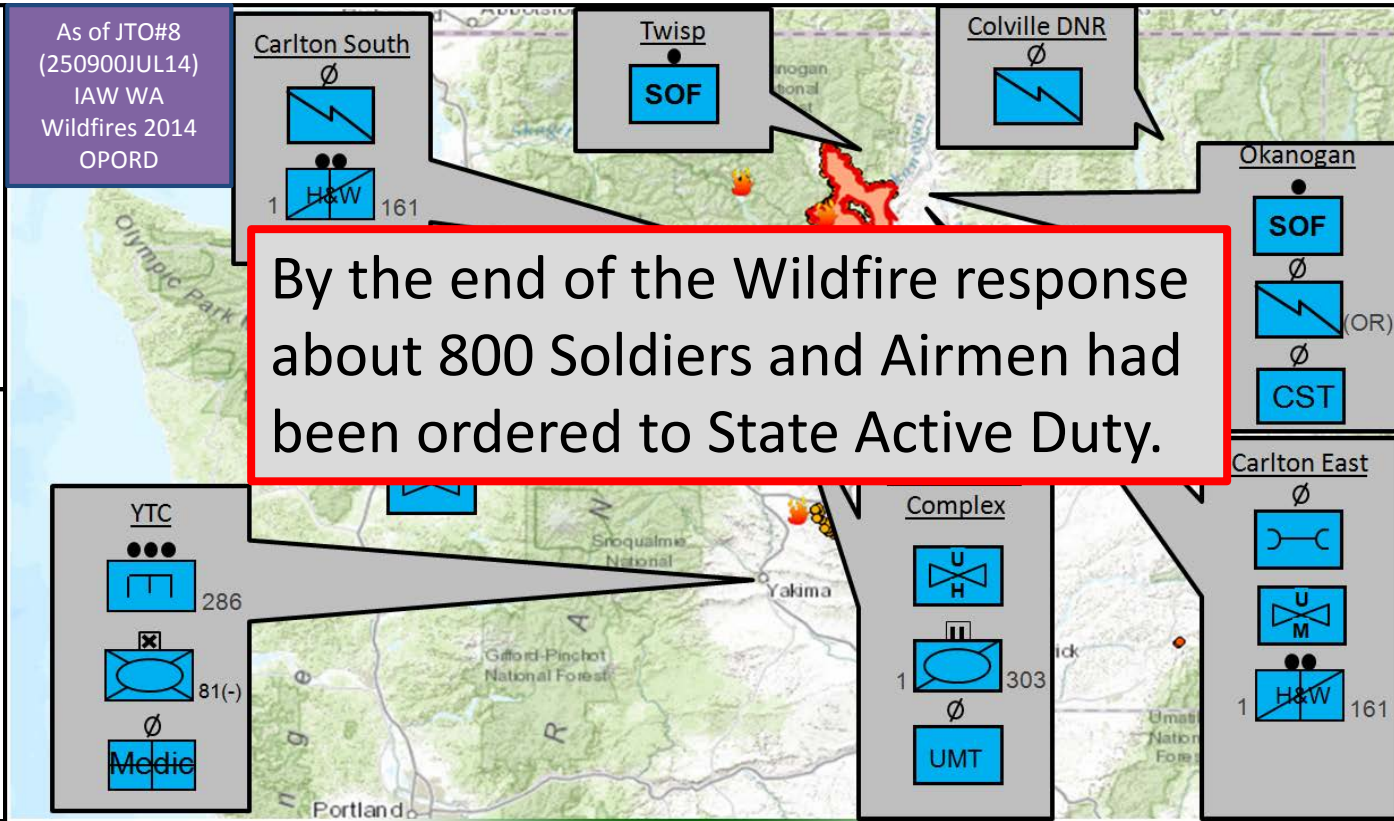 As of JTO#8
(250900JUL14)
IAW WA
Wildfires 2014
OPORD
Carlton South
Ø
1 H&W 161
Twisp
SOF
Colville DNR
Ø
Okanogan
SOF
Ø
(OR)
Ø
CST
Olympic
Park
By the end of the Wildfire response
about 800 Soldiers and Airmen had
been ordered to State Active Duty.
YTC
286
81(-)
Ø
Medic
Snoqualmie
National
Yakima
Gifford-Pinchot
National Forest
Portland
Complex
U
H
1 303
Ø
UMT
Carlton East
Ø
U
M
1 H&W 161